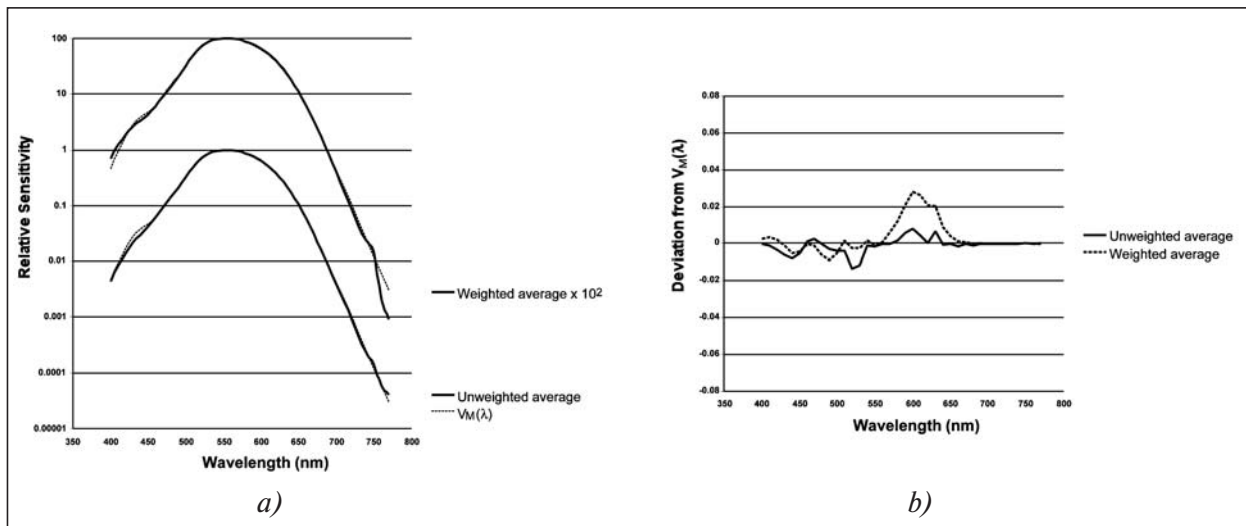 100
10
1
0.1
0.01
0.001
0.0001
0.00001
350 400 450 500 550 600 650 700 750 800
Relative Sensitivity
Wavelength (nm)
Weighted average x 10²
Unweighted average
V_M(λ)
a)
0.08
0.06
0.04
0.02
0
-0.02
-0.04
-0.06
-0.08
350 400 450 500 550 600 650 700 750 800
Deviation from V_M(λ)
Wavelength (nm)
Unweighted average
Weighted average
b)